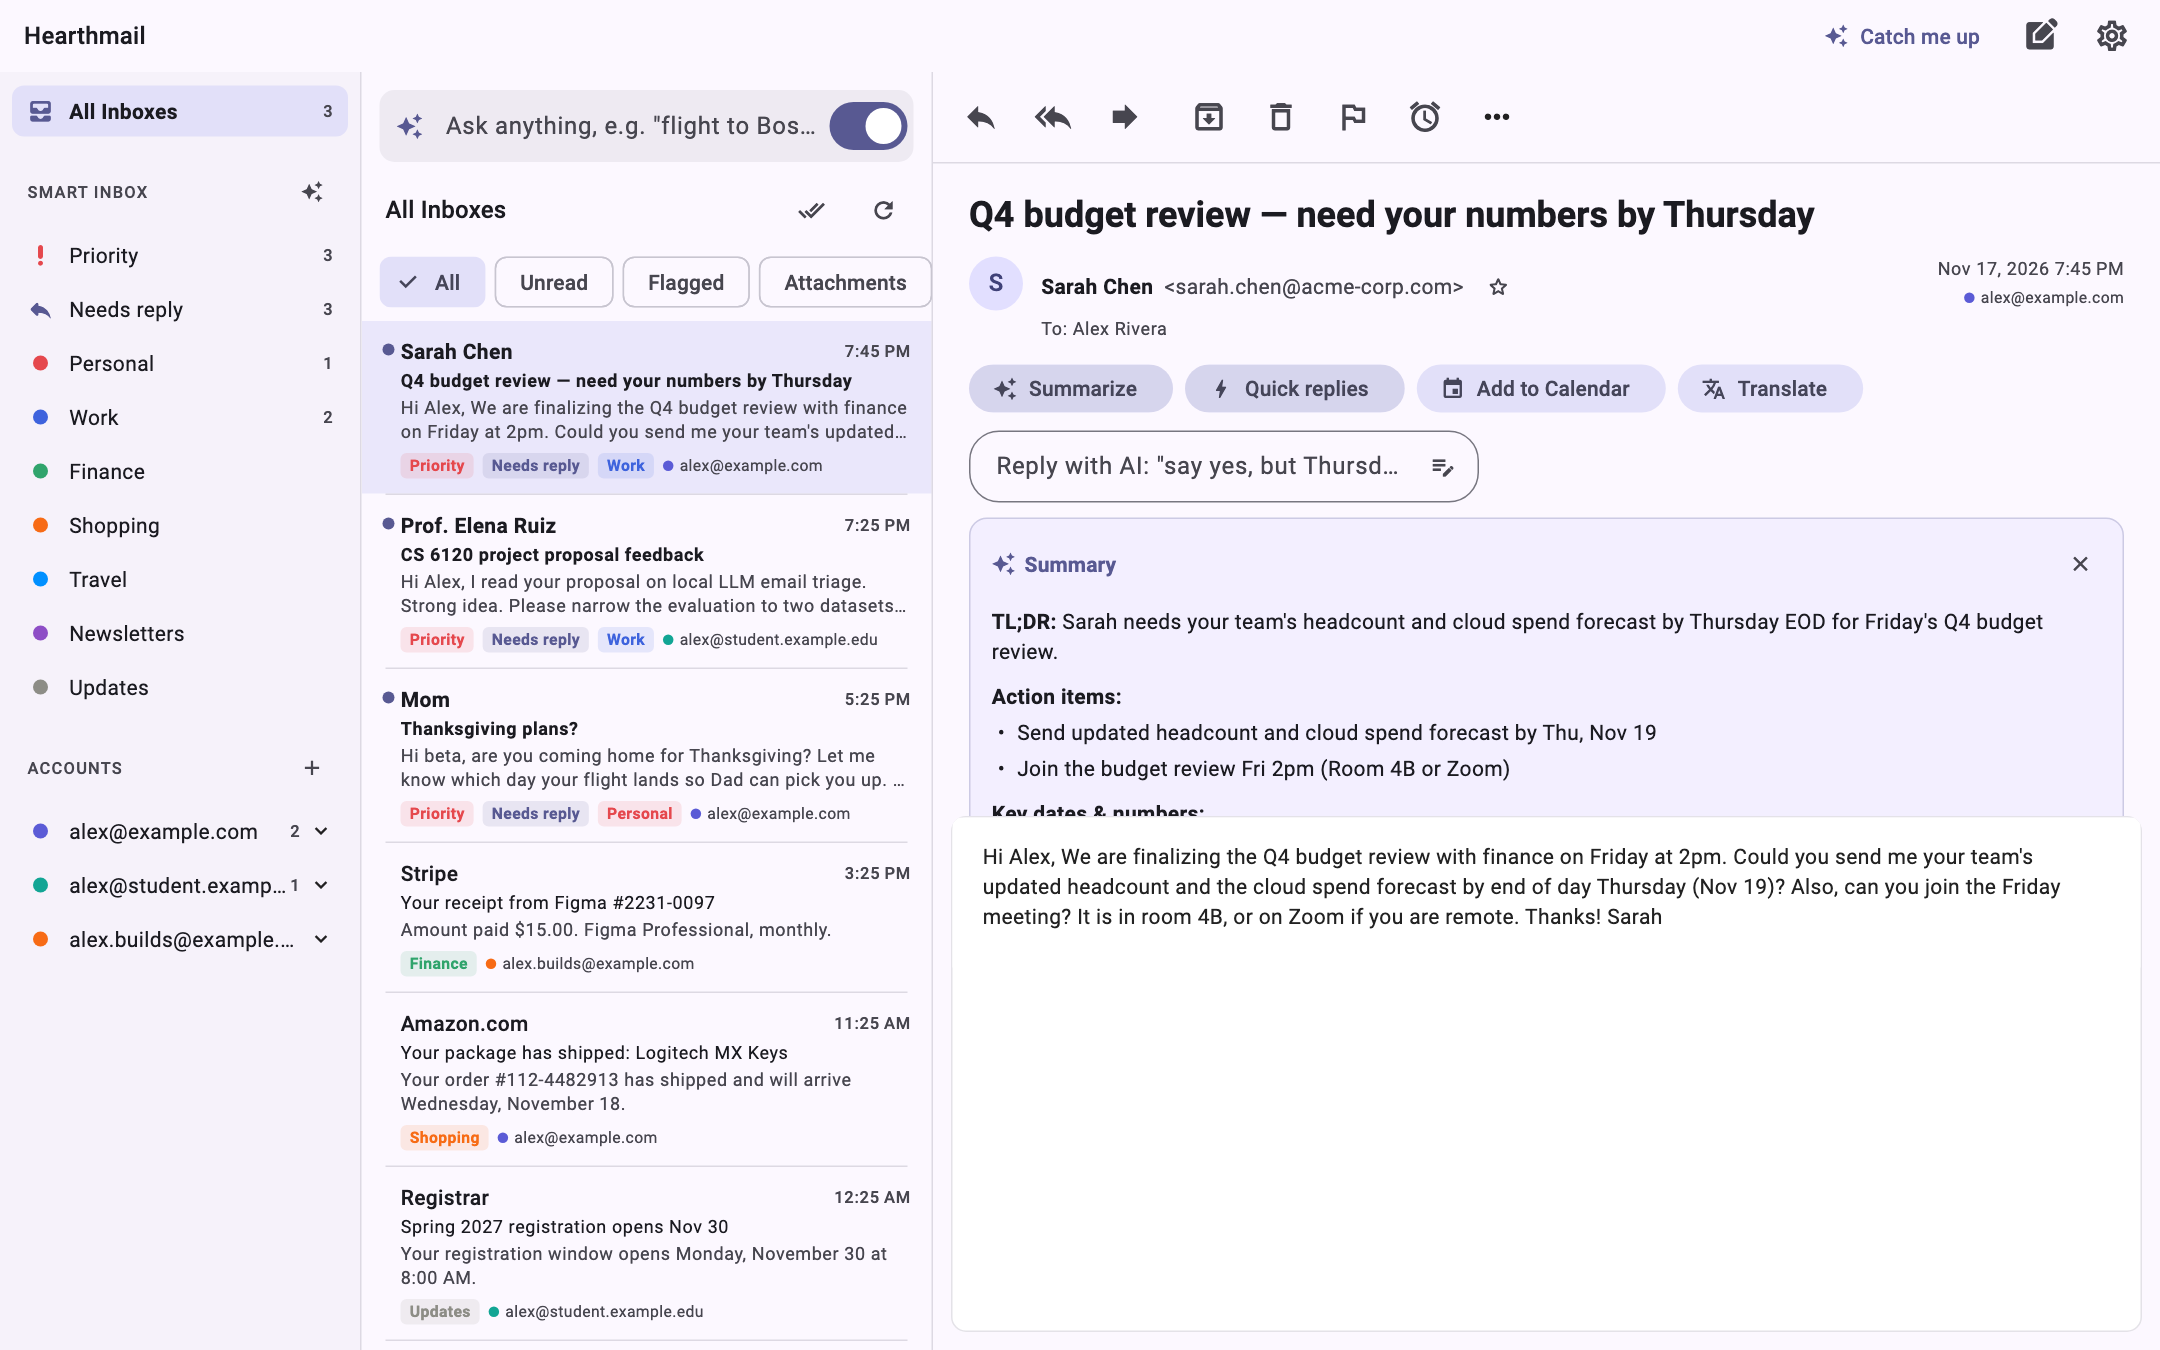 Hearthmail
Catch me up
All Inboxes 3
SMART INBOX
Priority 3
Needs reply 3
Personal 1
Work 2
Finance
Shopping
Travel
Newsletters
Updates
ACCOUNTS
alex@example.com 2
alex@student.examp... 1
alex.builds@example....
Ask anything, e.g. "flight to Bos...
All Inboxes
All
Unread
Flagged
Attachments
Sarah Chen 7:45 PM
Q4 budget review — need your numbers by Thursday
Hi Alex, We are finalizing the Q4 budget review with finance
on Friday at 2pm. Could you send me your team's updated...
Priority Needs reply Work alex@example.com
Prof. Elena Ruiz 7:25 PM
CS 6120 project proposal feedback
Hi Alex, I read your proposal on local LLM email triage.
Strong idea. Please narrow the evaluation to two datasets...
Priority Needs reply Work alex@student.example.edu
Mom 5:25 PM
Thanksgiving plans?
Hi beta, are you coming home for Thanksgiving? Let me
know which day your flight lands so Dad can pick you up. ...
Priority Needs reply Personal alex@example.com
Stripe 3:25 PM
Your receipt from Figma #2231-0097
Amount paid $15.00. Figma Professional, monthly.
Finance alex.builds@example.com
Amazon.com 11:25 AM
Your package has shipped: Logitech MX Keys
Your order #112-4482913 has shipped and will arrive
Wednesday, November 18.
Shopping alex@example.com
Registrar 12:25 AM
Spring 2027 registration opens Nov 30
Your registration window opens Monday, November 30 at
8:00 AM.
Updates alex@student.example.edu
Q4 budget review — need your numbers by Thursday
S
Sarah Chen <sarah.chen@acme-corp.com>
Nov 17, 2026 7:45 PM
alex@example.com
To: Alex Rivera
Summarize
Quick replies
Add to Calendar
Translate
Reply with AI: "say yes, but Thursd...
Summary
TL;DR: Sarah needs your team's headcount and cloud spend forecast by Thursday EOD for Friday's Q4 budget
review.
Action items:
• Send updated headcount and cloud spend forecast by Thu, Nov 19
• Join the budget review Fri 2pm (Room 4B or Zoom)
Key dates & numbers:
Hi Alex, We are finalizing the Q4 budget review with finance on Friday at 2pm. Could you send me your team's
updated headcount and the cloud spend forecast by end of day Thursday (Nov 19)? Also, can you join the Friday
meeting? It is in room 4B, or on Zoom if you are remote. Thanks! Sarah